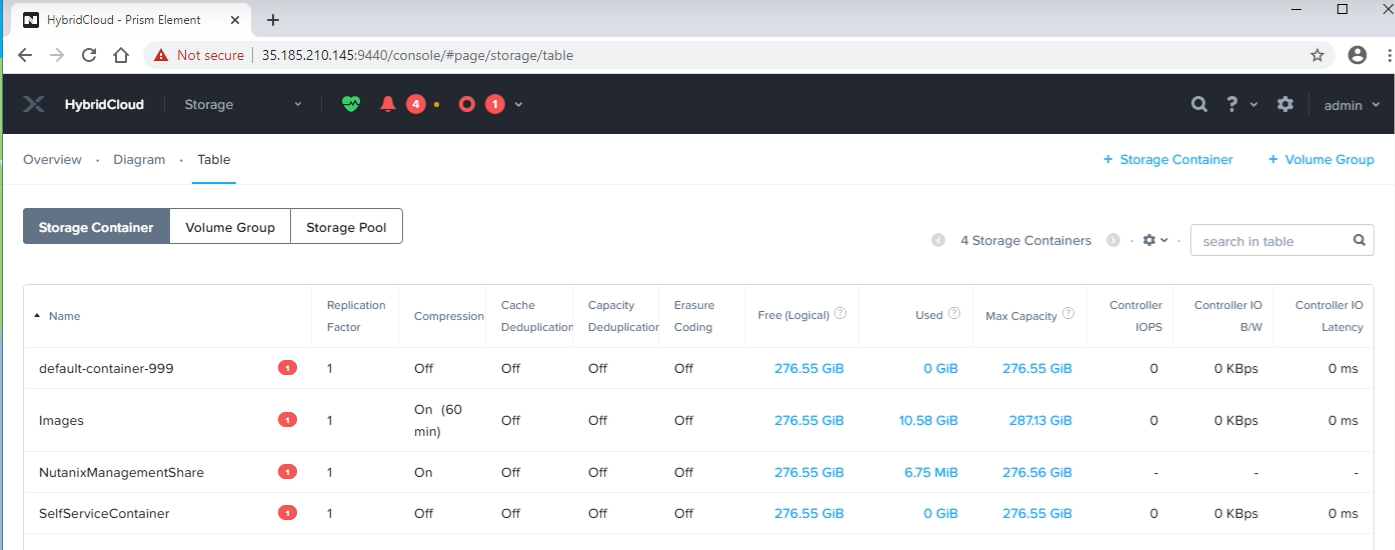 HybridCloud - Prism Element
Not secure 35.185.210.145:9440/console/#page/storage/table
HybridCloud Storage 4 1 ? admin
Overview · Diagram · Table + Storage Container + Volume Group
Storage Container Volume Group Storage Pool
4 Storage Containers search in table
Name Replication Factor Compression Cache Deduplication Capacity Deduplication Erasure Coding Free (Logical) ? Used ? Max Capacity ? Controller IOPS Controller IO B/W Controller IO Latency
default-container-999 1 1 Off Off Off Off 276.55 GiB 0 GiB 276.55 GiB 0 0 KBps 0 ms
Images 1 1 On (60 min) Off Off Off 276.55 GiB 10.58 GiB 287.13 GiB 0 0 KBps 0 ms
NutanixManagementShare 1 1 On Off Off Off 276.55 GiB 6.75 MiB 276.56 GiB - - -
SelfServiceContainer 1 1 Off Off Off Off 276.55 GiB 0 GiB 276.55 GiB 0 0 KBps 0 ms